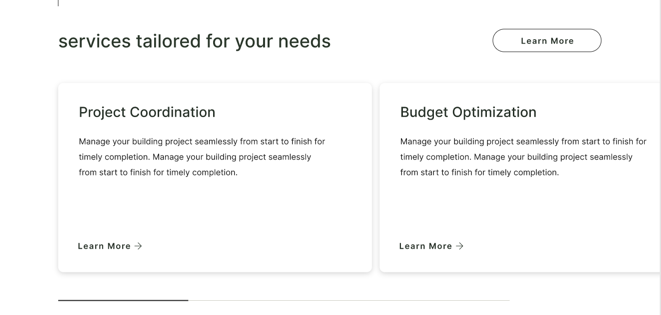 services tailored for your needs
Learn More
Project Coordination
Manage your building project seamlessly from start to finish for
timely completion. Manage your building project seamlessly
from start to finish for timely completion.
Learn More →
Budget Optimization
Manage your building project seamlessly from start to finish for
timely completion. Manage your building project seamlessly
from start to finish for timely completion.
Learn More →